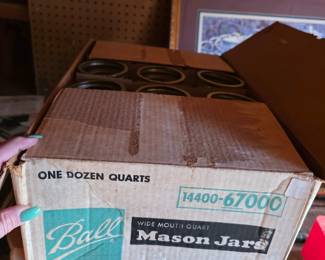 ONE DOZEN QUARTS
14400-67000
Ball
WIDE MOUTH QUART
Mason Jars